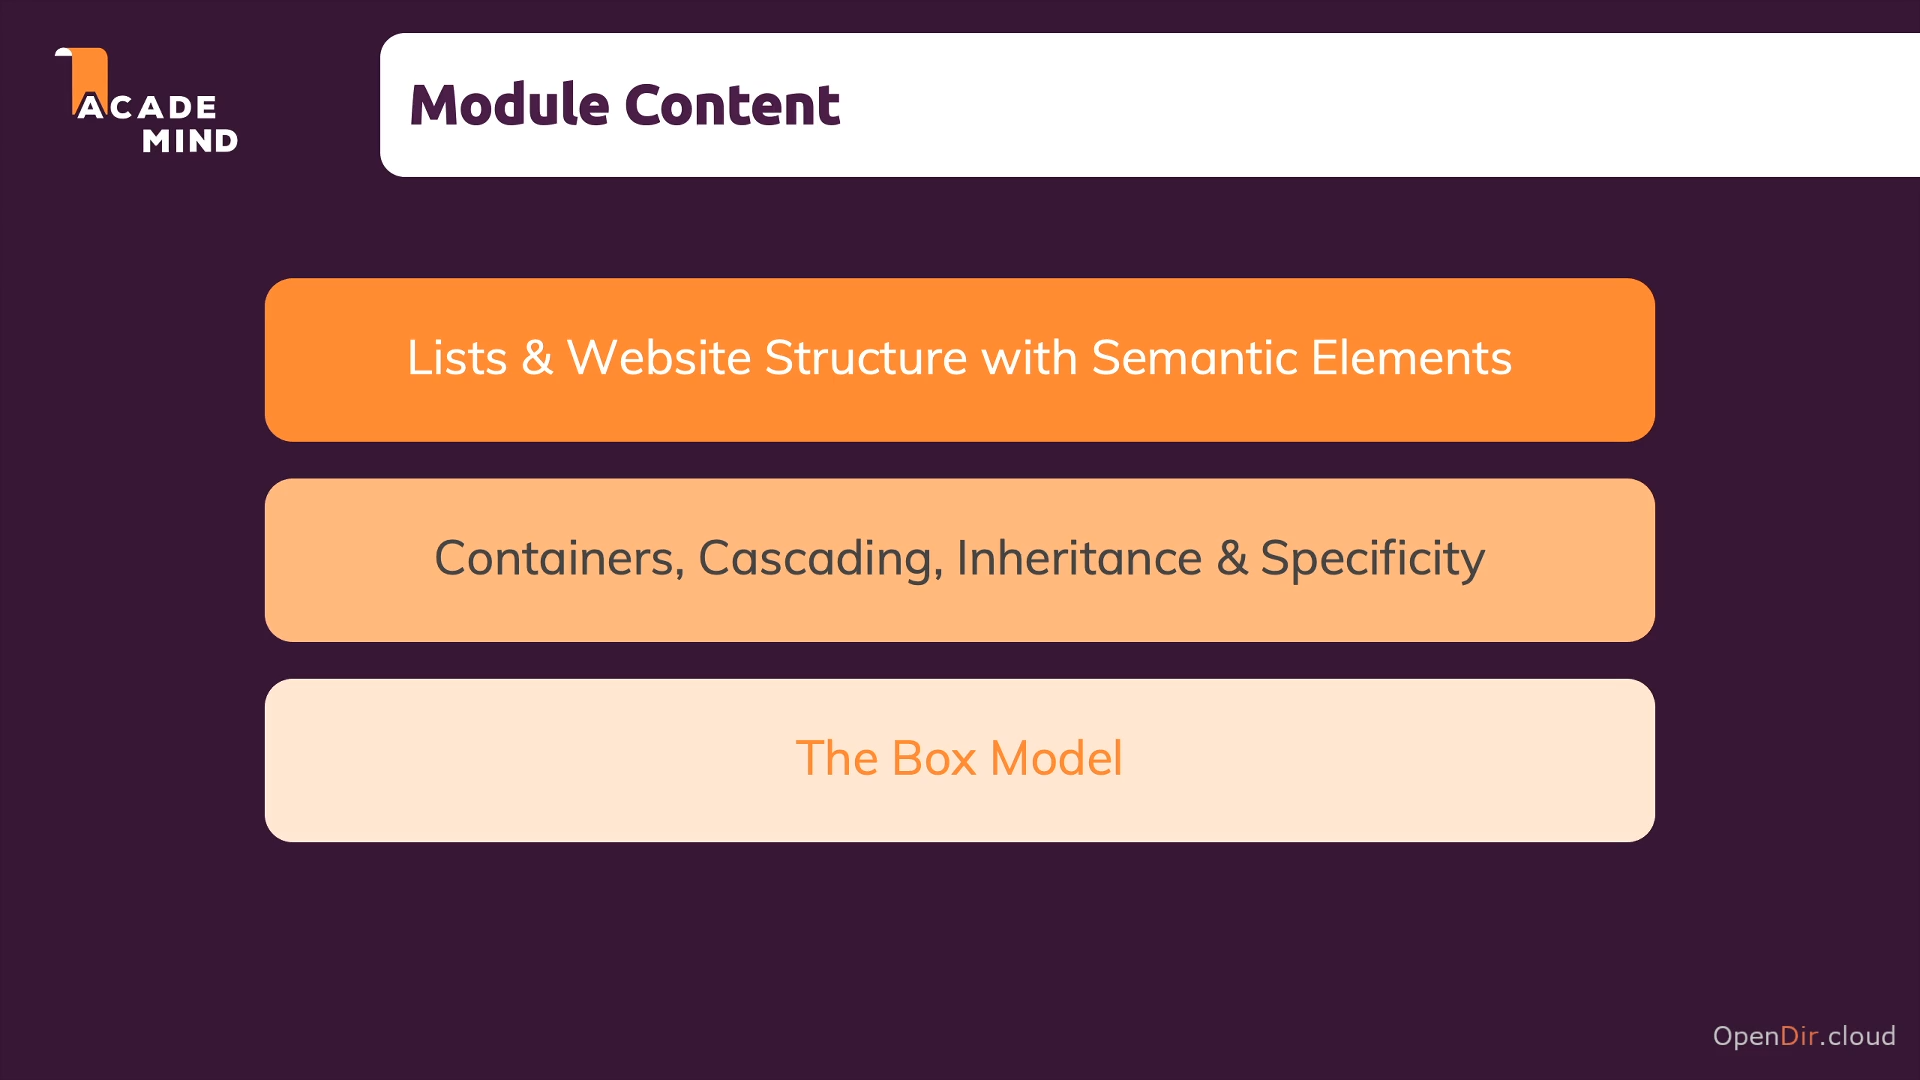 ACADE
MIND
Module Content
Lists & Website Structure with Semantic Elements
Containers, Cascading, Inheritance & Specificity
The Box Model
OpenDir.cloud